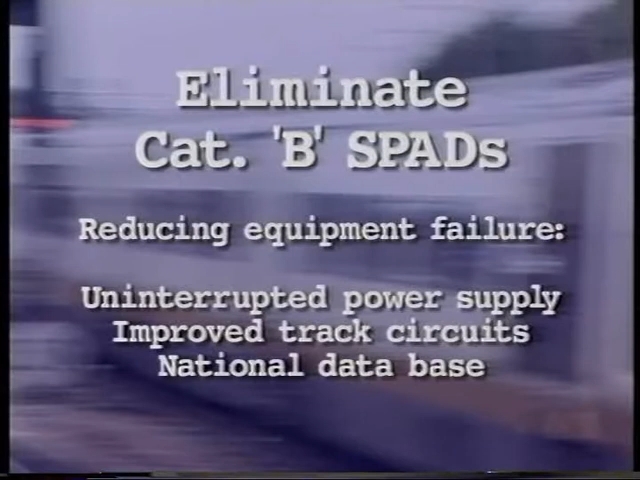 Eliminate
Cat. 'B' SPADs
Reducing equipment failure:
Uninterrupted power supply
Improved track circuits
National data base